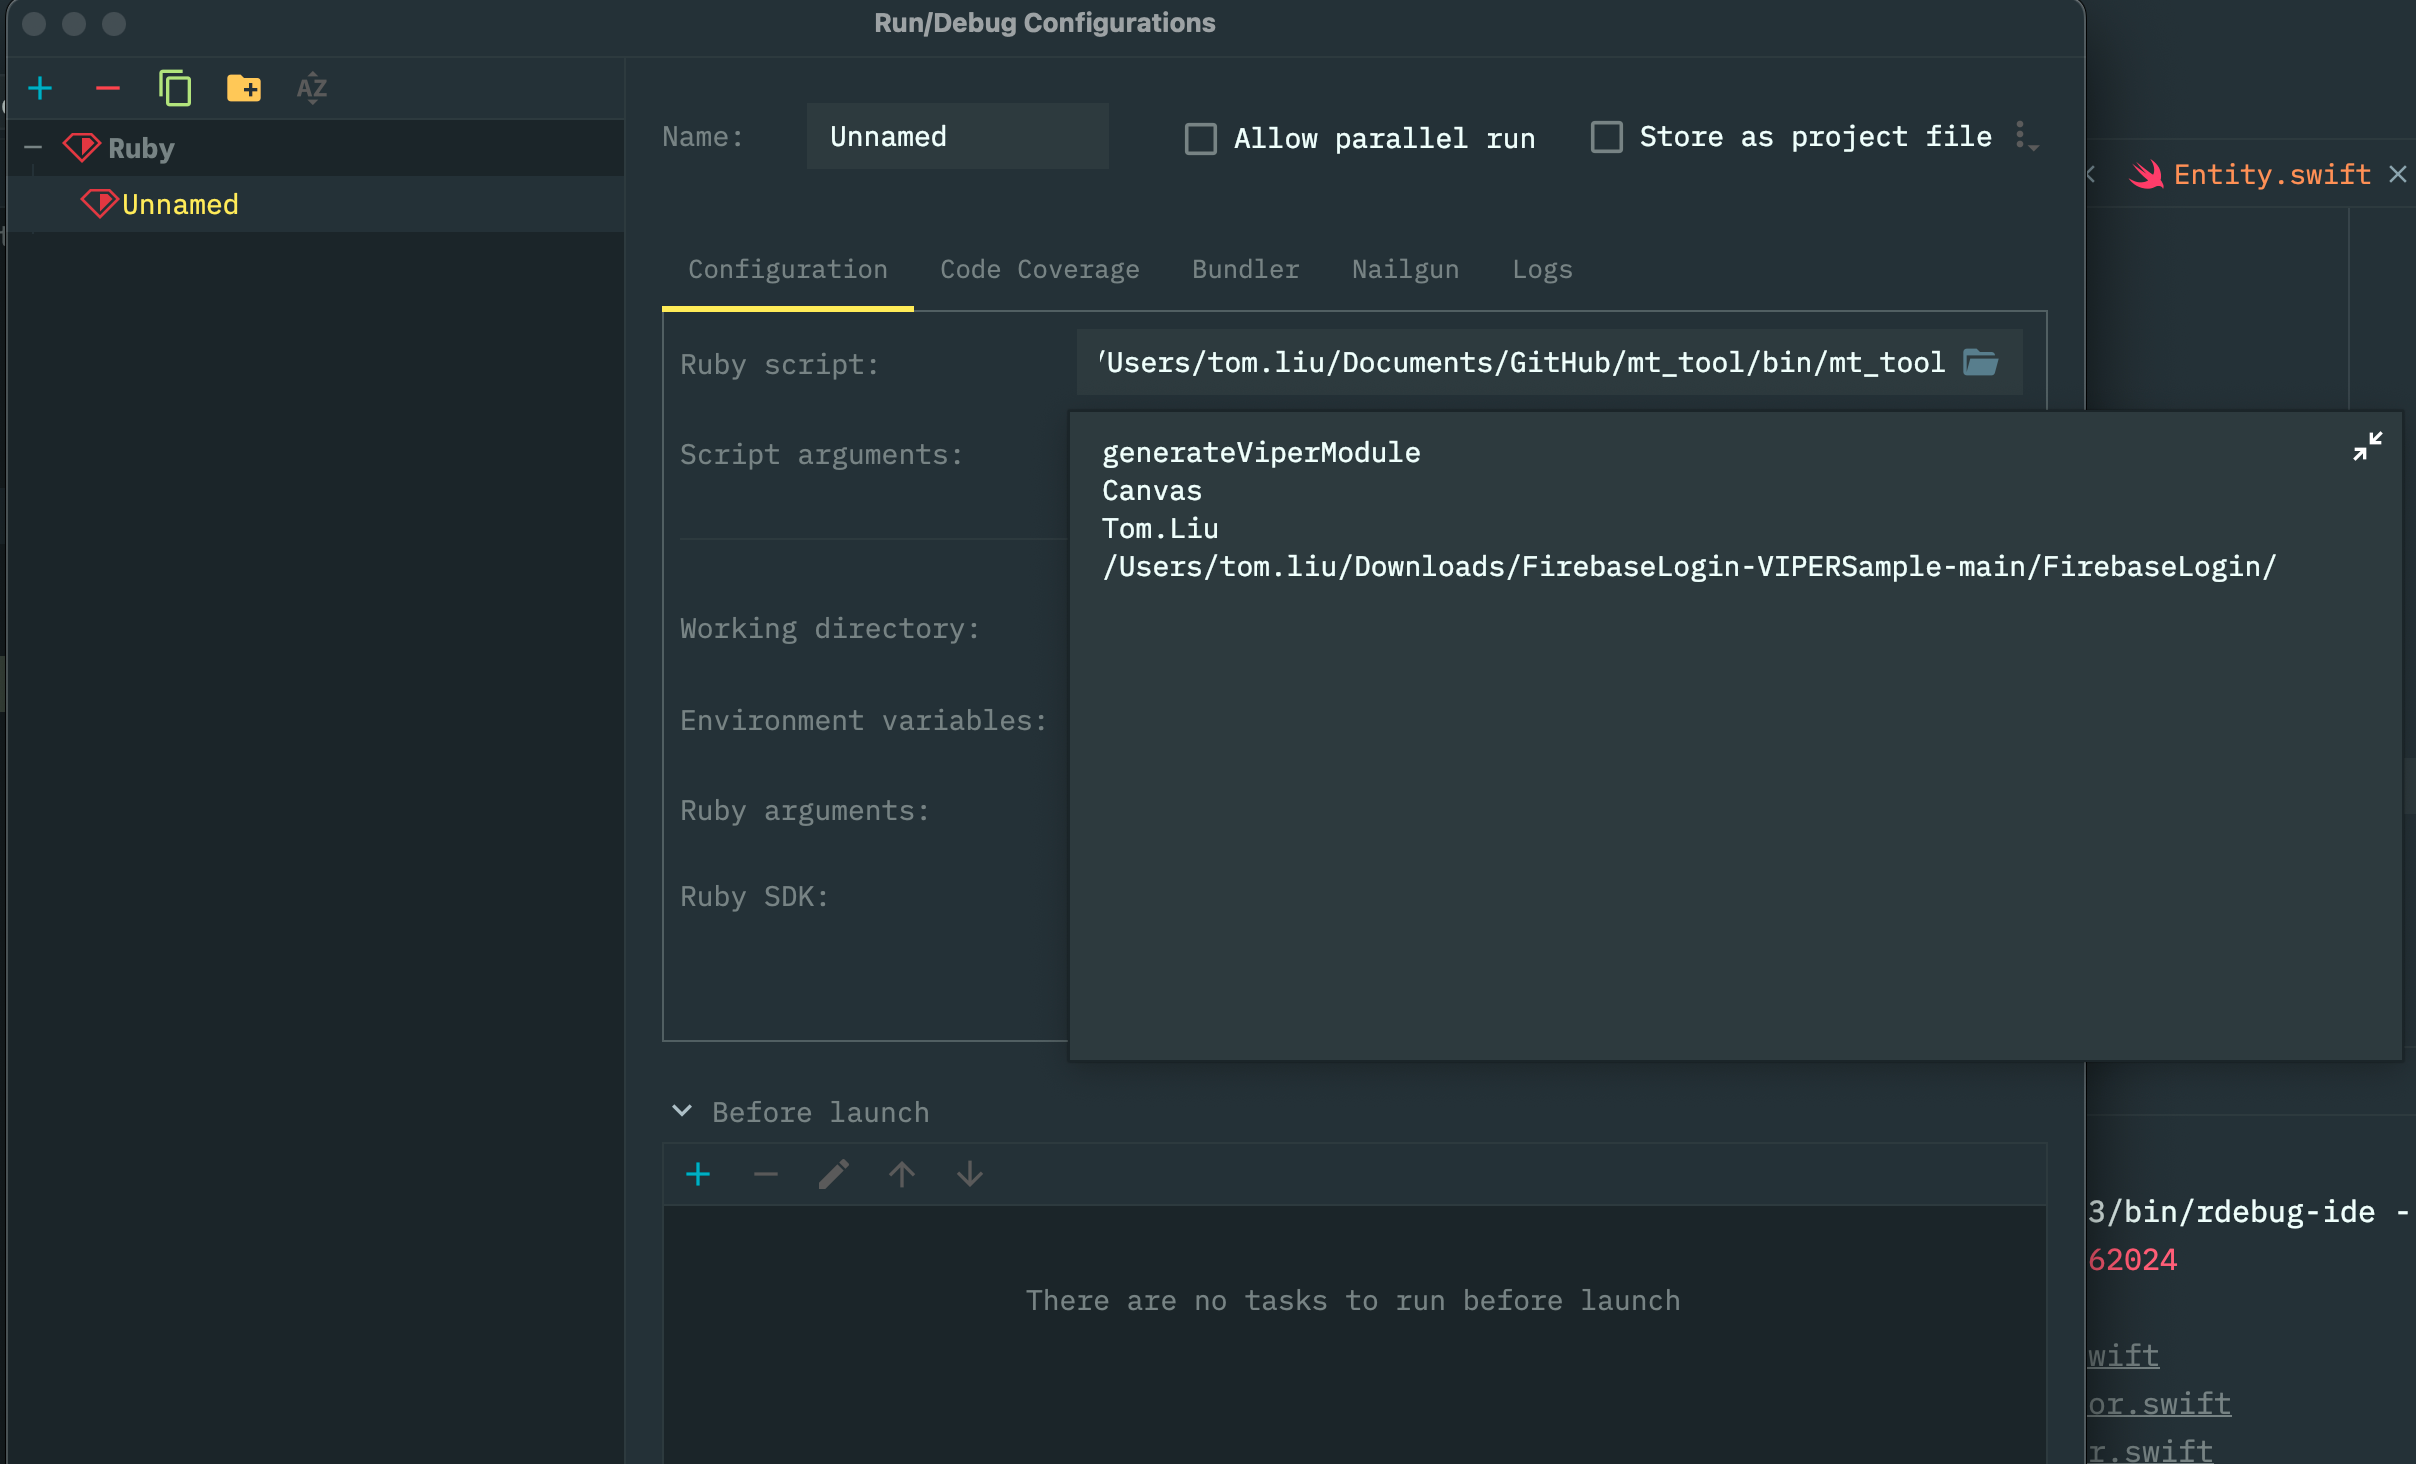 Run/Debug Configurations
AZ
Ruby
Unnamed
Name:
Unnamed
Allow parallel run
Store as project file
Entity.swift
Configuration
Code Coverage
Bundler
Nailgun
Logs
Ruby script:
/Users/tom.liu/Documents/GitHub/mt_tool/bin/mt_tool
Script arguments:
generateViperModule
Canvas
Tom.Liu
/Users/tom.liu/Downloads/FirebaseLogin-VIPERSample-main/FirebaseLogin/
Working directory:
Environment variables:
Ruby arguments:
Ruby SDK:
Before launch
There are no tasks to run before launch
3/bin/rdebug-ide -
62024
wift
or.swift
r.swift